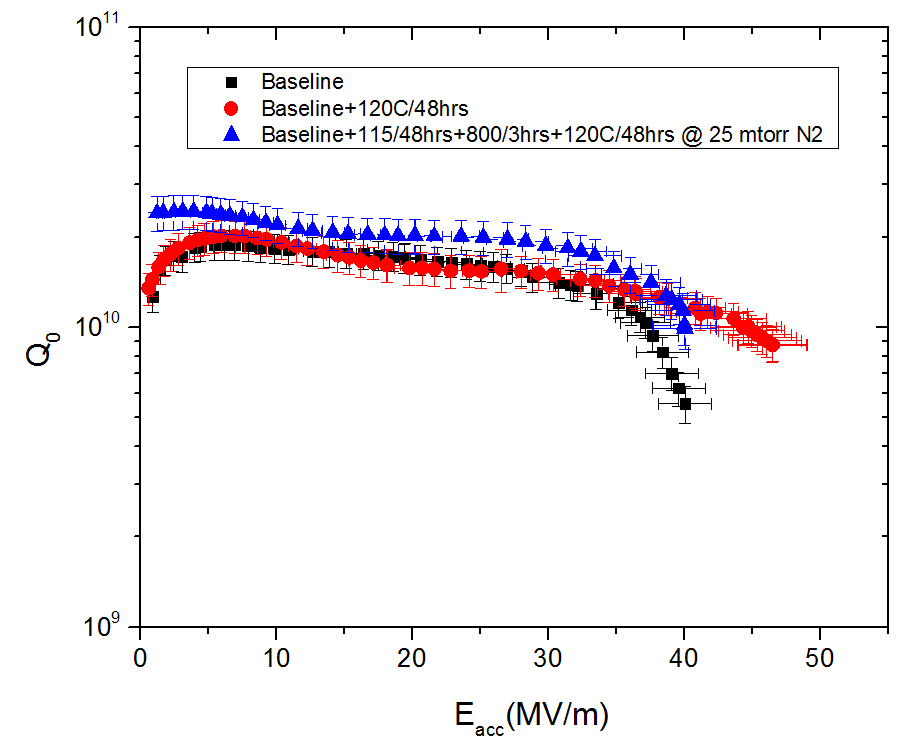 10¹¹
Baseline
Baseline+120C/48hrs
Baseline+115/48hrs+800/3hrs+120C/48hrs @ 25 mtorr N2
10¹⁰
Q₀
10⁹
0 10 20 30 40 50
E_acc(MV/m)